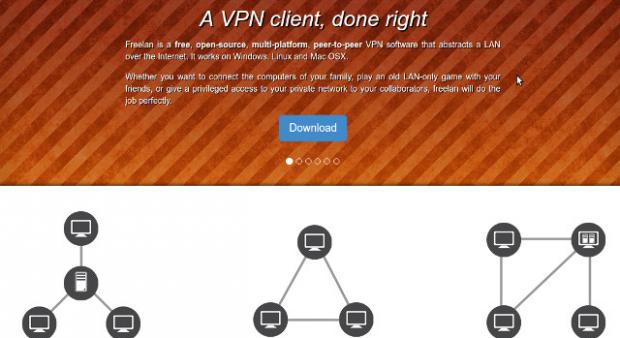 A VPN client, done right
Freelan is a free, open-source, multi-platform, peer-to-peer VPN software that abstracts a LAN
over the Internet. It works on Windows, Linux and Mac OSX.
Whether you want to connect the computers of your family, play an old LAN-only game with your
friends, or give a privileged access to your private network to your collaborators, freelan will do the
job perfectly.
Download